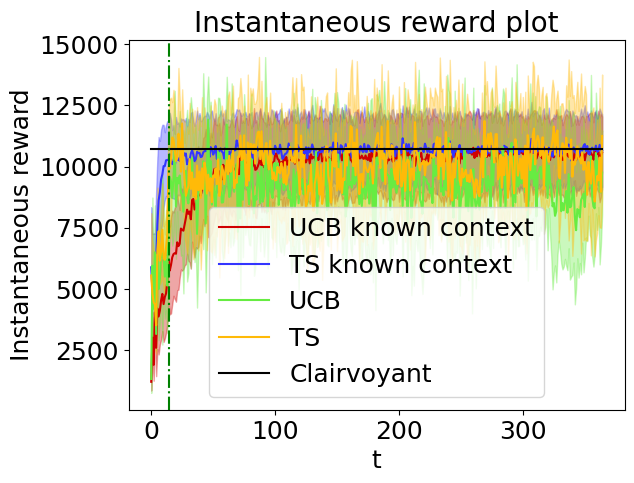 Instantaneous reward plot
Instantaneous reward
15000
12500
10000
7500
5000
2500
UCB known context
TS known context
UCB
TS
Clairvoyant
0
100
200
300
t